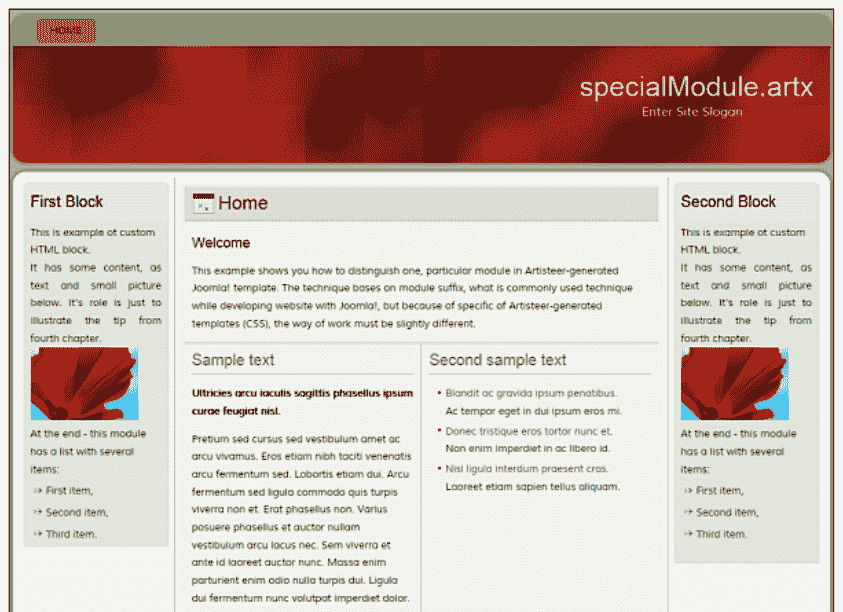 HOME
specialModule.artx
Enter Site Slogan
First Block
This is example of custom
HTML block.
It has some content, as
text and small picture
below. It's role is just to
illustrate the tip from
fourth chapter.
At the end - this module
has a list with several
items:
First item,
Second item,
Third item.
Home
Welcome
This example shows you how to distinguish one, particular module in Artisteer-generated
Joomla! template. The technique bases on module suffix, what is commonly used technique
while developing website with Joomla!, but because of specific of Artisteer-generated
templates (CSS), the way of work must be slightly different.
Sample text
Ultricies arcu iaculis sagittis phasellus ipsum
curae feugiat nisl.
Pretium sed cursus sed vestibulum amet ac
arcu vivamus. Eros etiam nibh taciti venenatis
arcu fermentum sed. Lobortis etiam dui. Arcu
fermentum sed ligula commodo quis turpis
viverra non et. Erat phasellus non. Varius
posuere phasellus et auctor nullam
vestibulum arcu lacus nec. Sem viverra et
ante id laoreet auctor nunc. Massa enim
parturient enim odio nulla turpis dui. Ligula
dui fermentum nunc volutpat imperdiet dolor.
Second sample text
Blandit ac gravida ipsum penatibus.
Ac tempor eget in dui ipsum eros mi.
Donec tristique eros tortor nunc et.
Non enim imperdiet in ac libero id.
Nisl ligula interdum praesent cras.
Laoreet etiam sapien tellus aliquam.
Second Block
This is example of custom
HTML block.
It has some content, as
text and small picture
below. It's role is just to
illustrate the tip from
fourth chapter.
At the end - this module
has a list with several
items:
First item,
Second item,
Third item.